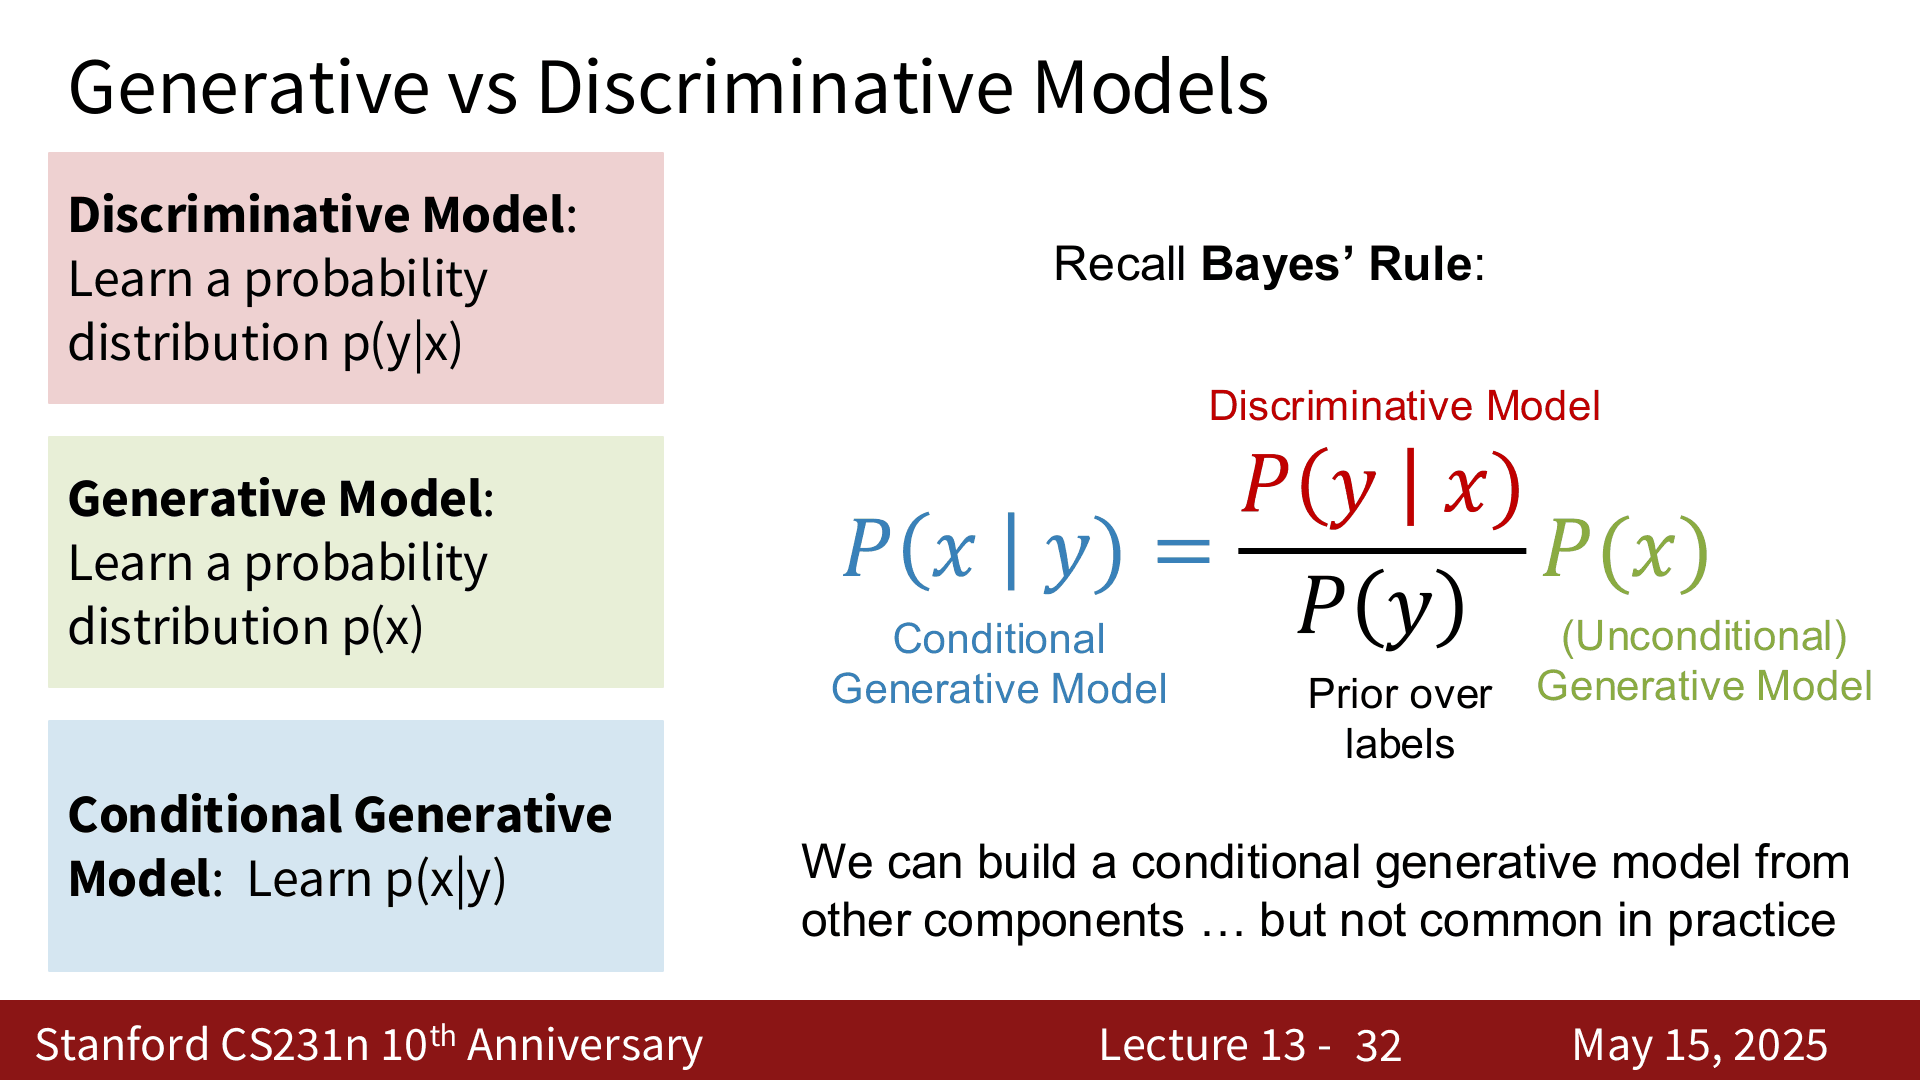 Generative vs Discriminative Models
Discriminative Model:
Learn a probability
distribution p(y|x)
Generative Model:
Learn a probability
distribution p(x)
Conditional Generative
Model: Learn p(x|y)
Recall Bayes’ Rule:
Discriminative Model
P(x | y) = P(y | x) / P(y) P(x)
Conditional
Generative Model
Prior over
labels
(Unconditional)
Generative Model
We can build a conditional generative model from
other components … but not common in practice
Stanford CS231n 10th Anniversary
Lecture 13 - 32
May 15, 2025